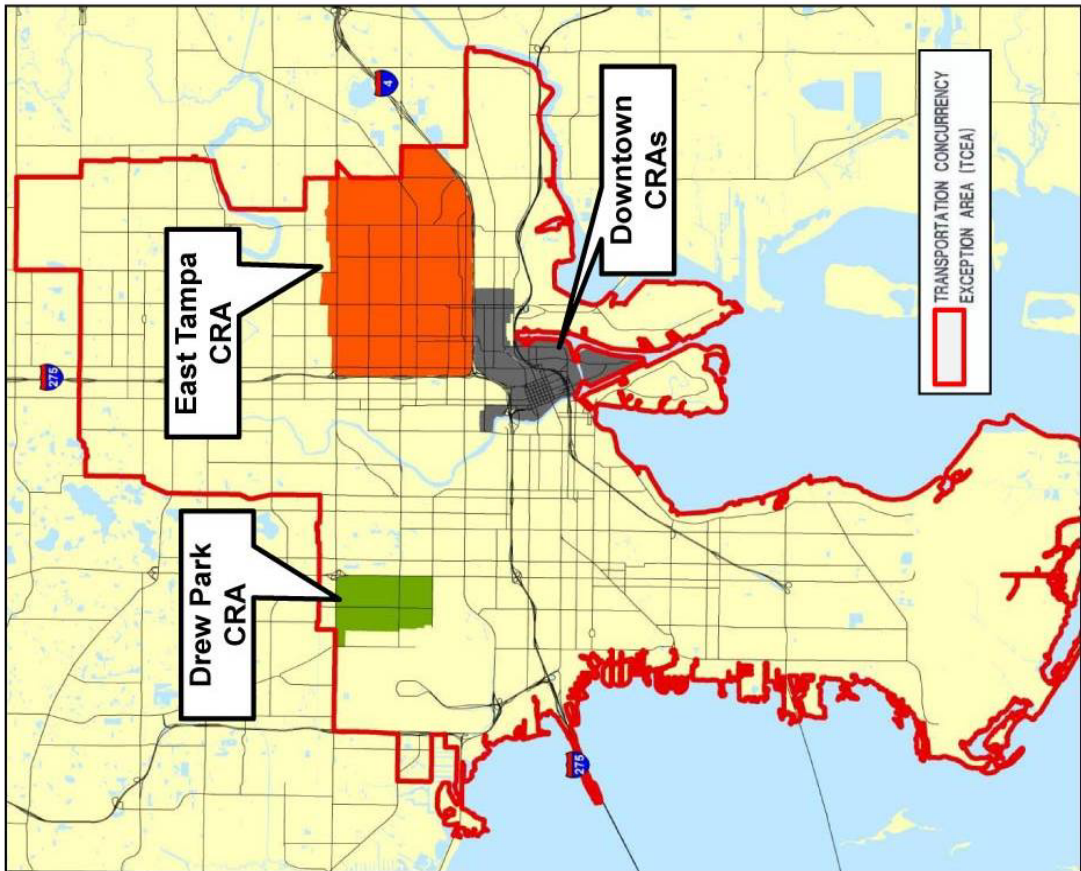 275
Drew Park
CRA
East Tampa
CRA
4
275
Downtown
CRAs
TRANSPORTATION CONCURRENCY
EXCEPTION AREA (TCEA)